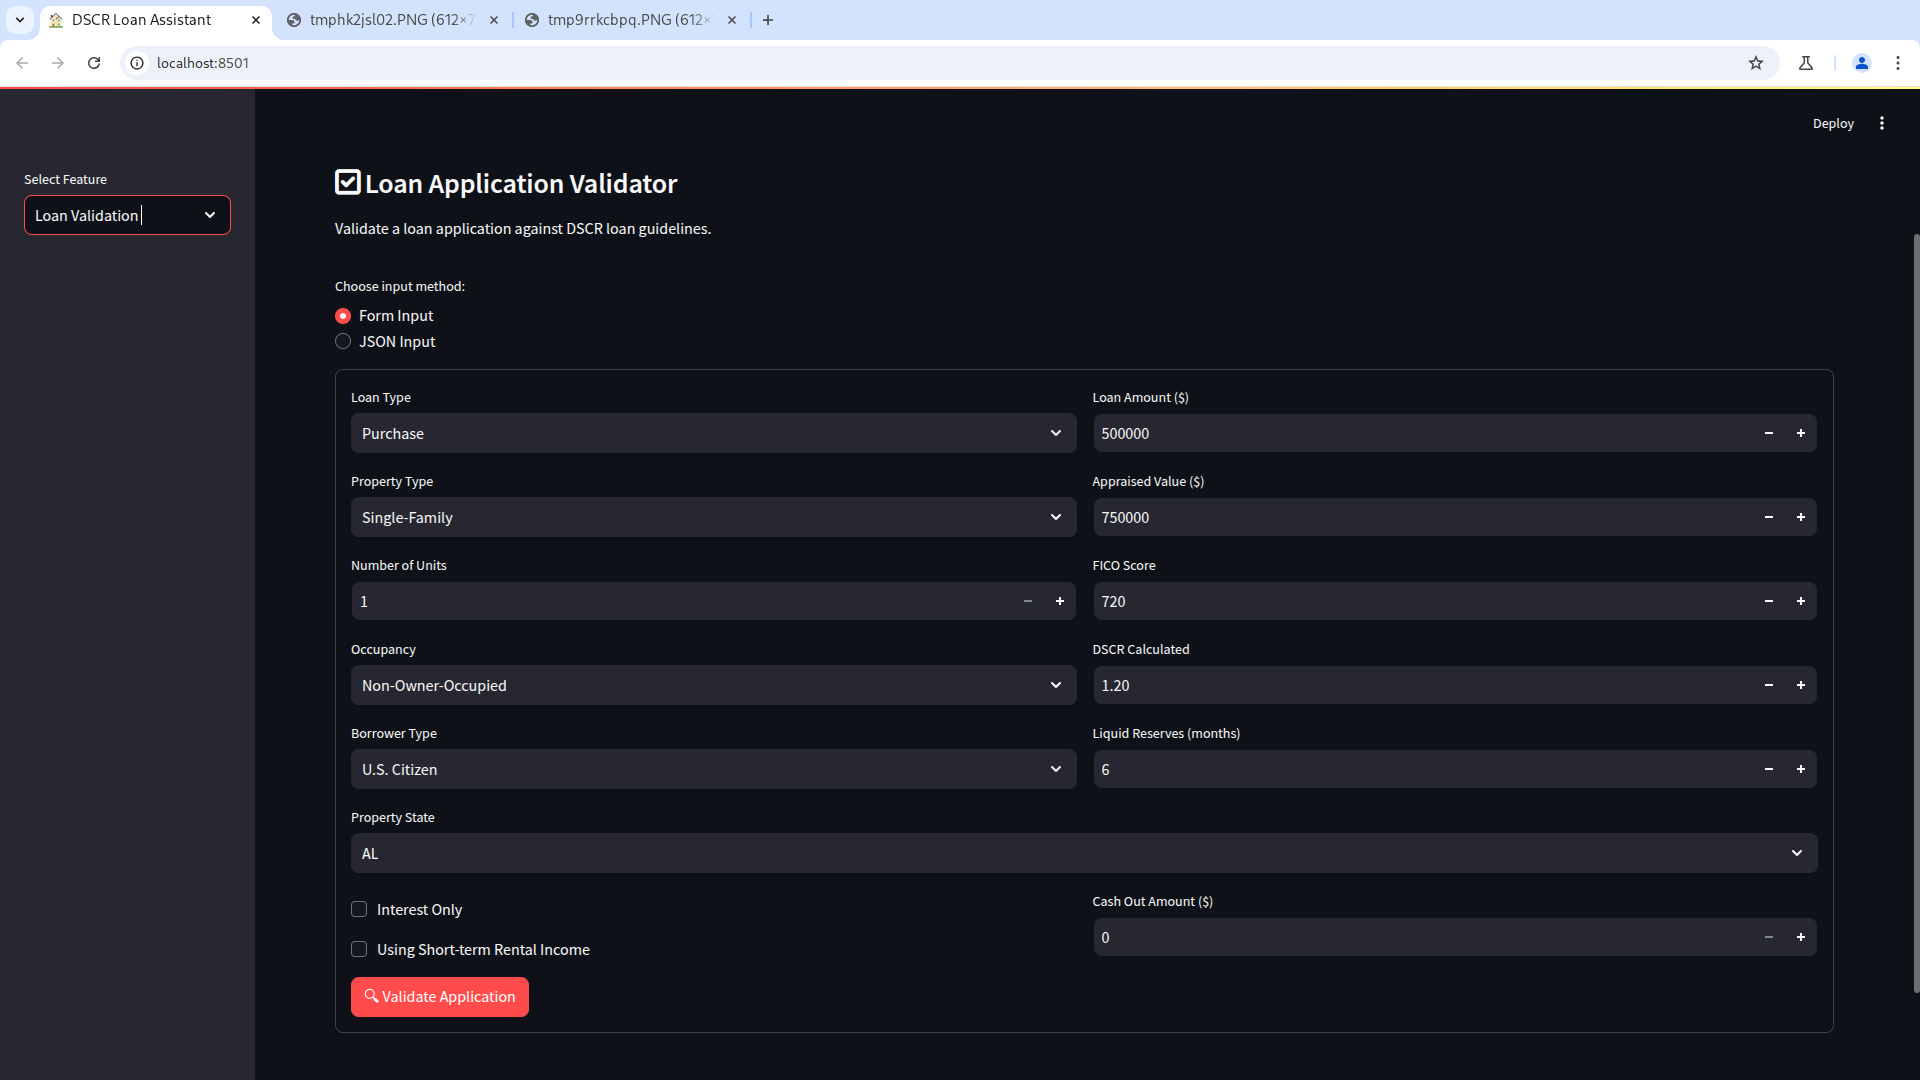 DSCR Loan Assistant
tmphk2jsl02.PNG (612×7
tmp9rrkcbpq.PNG (612×
localhost:8501
Deploy
Select Feature
Loan Validation
Loan Application Validator
Validate a loan application against DSCR loan guidelines.
Choose input method:
Form Input
JSON Input
Loan Type
Loan Amount ($)
Purchase
500000
Property Type
Appraised Value ($)
Single-Family
750000
Number of Units
FICO Score
1
720
Occupancy
DSCR Calculated
Non-Owner-Occupied
1.20
Borrower Type
Liquid Reserves (months)
U.S. Citizen
6
Property State
AL
Interest Only
Cash Out Amount ($)
Using Short-term Rental Income
0
Validate Application